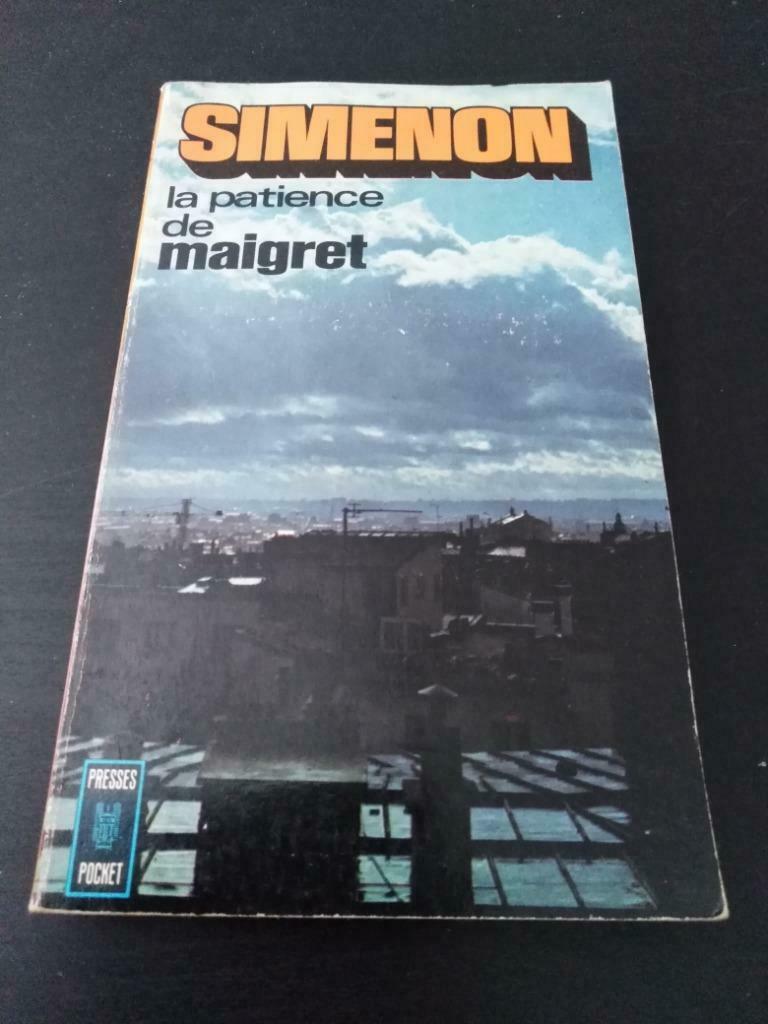 SIMENON
la patience
de
maigret
PRESSES
POCKET